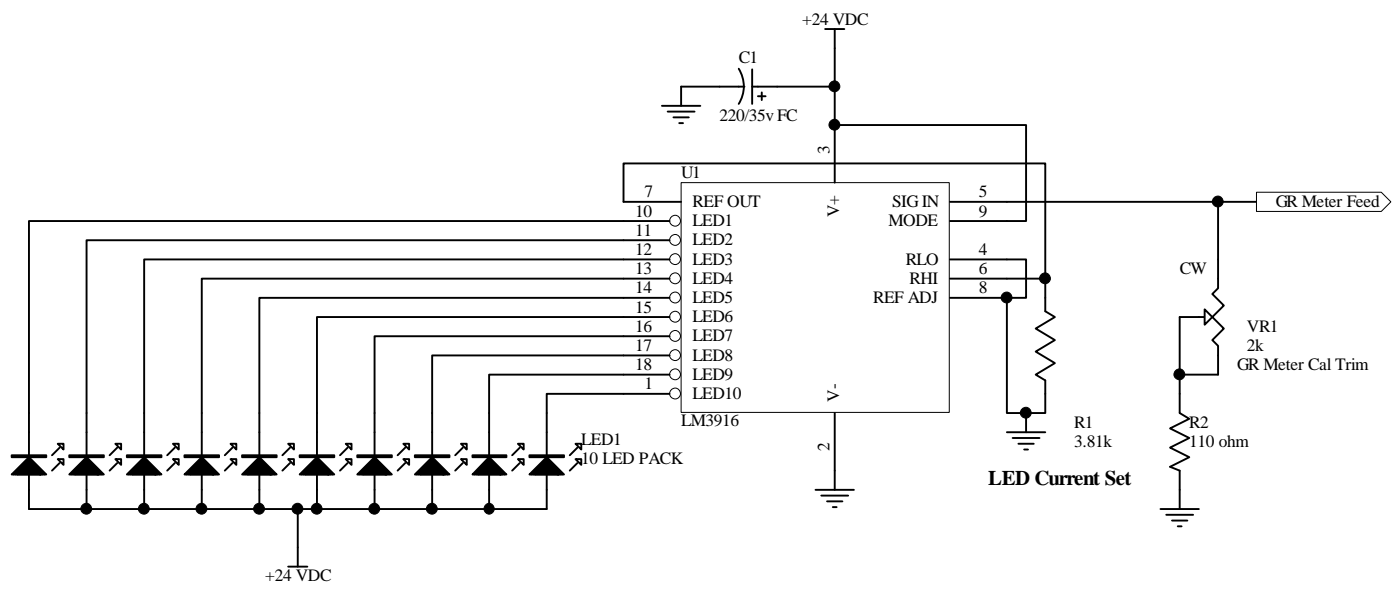 +24 VDC
C1
+
220/35v FC
3
U1
7
REF OUT
V+
SIG IN
5
GR Meter Feed
10
LED1
MODE
9
11
LED2
12
LED3
RLO
4
13
LED4
RHI
6
CW
14
LED5
REF ADJ
8
15
LED6
16
LED7
VR1
2k
GR Meter Cal Trim
17
LED8
18
LED9
1
LED10
V-
LM3916
2
R1
3.81k
R2
110 ohm
LED1
10 LED PACK
LED Current Set
+24 VDC